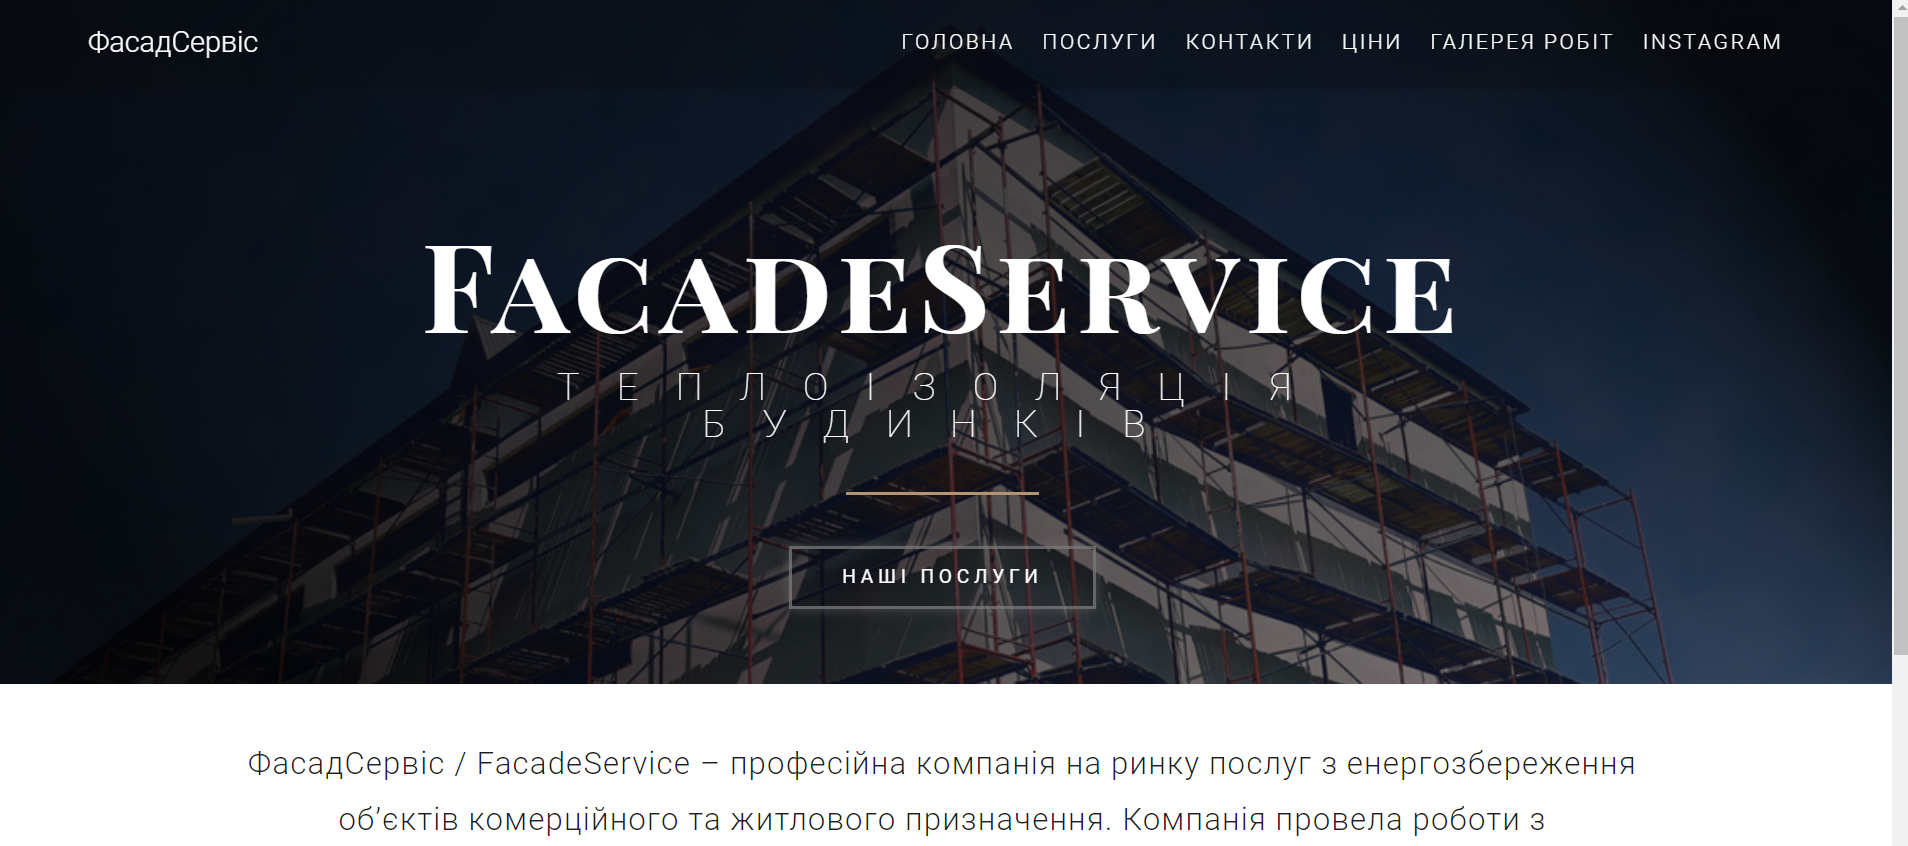 ФасадСервіс
ГОЛОВНА ПОСЛУГИ КОНТАКТИ ЦІНИ ГАЛЕРЕЯ РОБІТ INSTAGRAM
FacadeService
ТЕПЛОІЗОЛЯЦІЯ
БУДИНКІВ
НАШІ ПОСЛУГИ
ФасадСервіс / FacadeService – професійна компанія на ринку послуг з енергозбереження
об’єктів комерційного та житлового призначення. Компанія провела роботи з